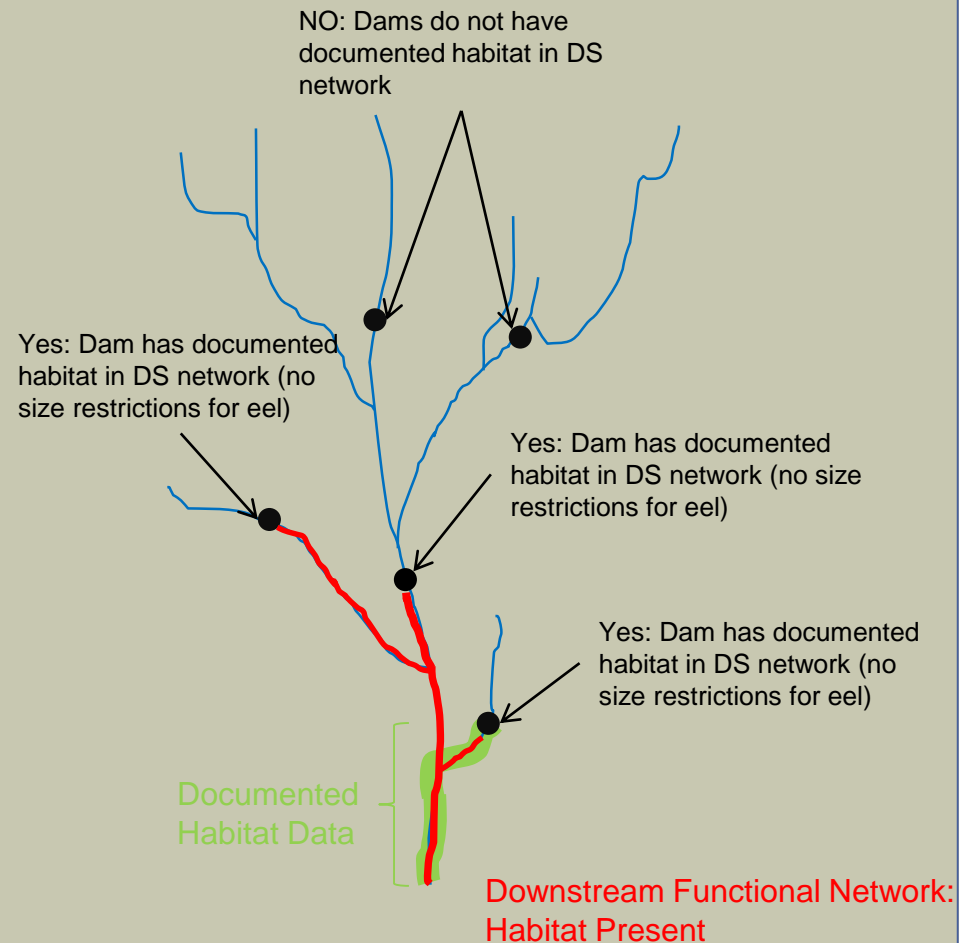 NO: Dams do not have
documented habitat in DS
network
Yes: Dam has documented
habitat in DS network (no
size restrictions for eel)
Yes: Dam has documented
habitat in DS network (no size
restrictions for eel)
Yes: Dam has documented
habitat in DS network (no
size restrictions for eel)
Documented
Habitat Data
Downstream Functional Network:
Habitat Present